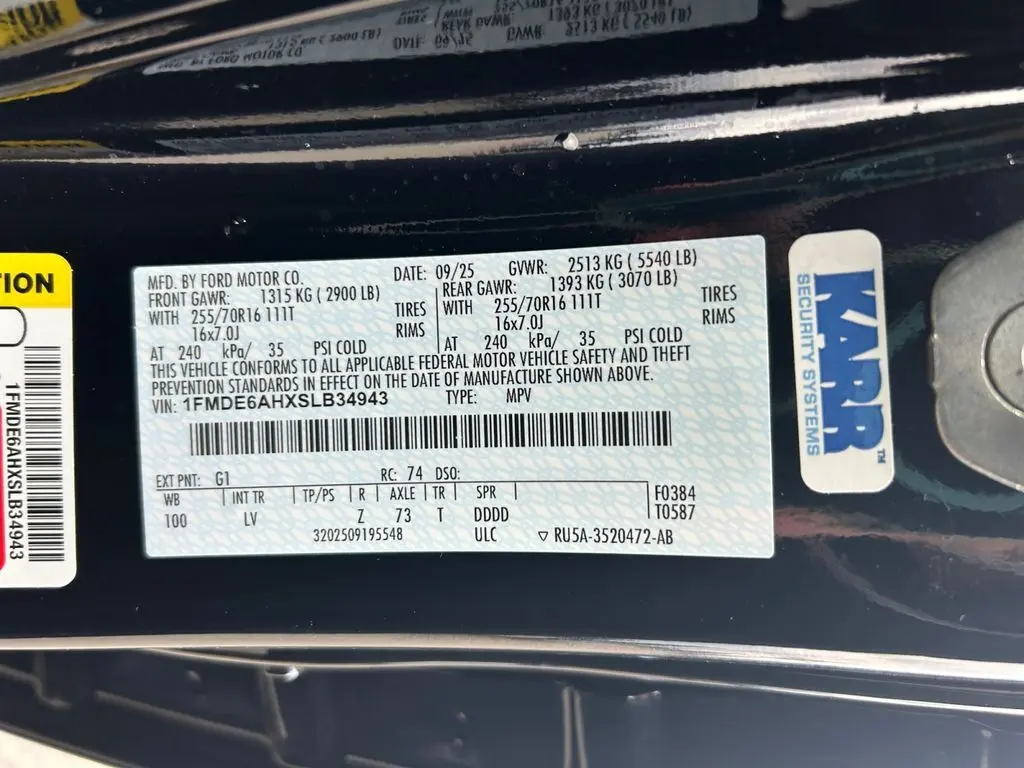 MFD. BY FORD MOTOR CO. DATE: 09/25 GVWR: 2513 KG ( 5540 LB)
FRONT GAWR: 1315 KG ( 2900 LB) REAR GAWR: 1393 KG ( 3070 LB)
WITH 255/70R16 111T TIRES WITH 255/70R16 111T TIRES
16x7.0J RIMS 16x7.0J RIMS
AT 240 kPa/ 35 PSI COLD AT 240 kPa/ 35 PSI COLD
THIS VEHICLE CONFORMS TO ALL APPLICABLE FEDERAL MOTOR VEHICLE SAFETY AND THEFT
PREVENTION STANDARDS IN EFFECT ON THE DATE OF MANUFACTURE SHOWN ABOVE.
VIN: 1FMDE6AHXSLB34943 TYPE: MPV
EXT PNT: G1 RC: 74 DSO:
WB INT TR TP/PS R AXLE TR SPR F0384
100 LV Z 73 T DDDD T0587
3202509195548 ULC ▽ RU5A-3520472-AB
KARR™
SECURITY SYSTEMS
TION
1FMDE6AHXSLB34943